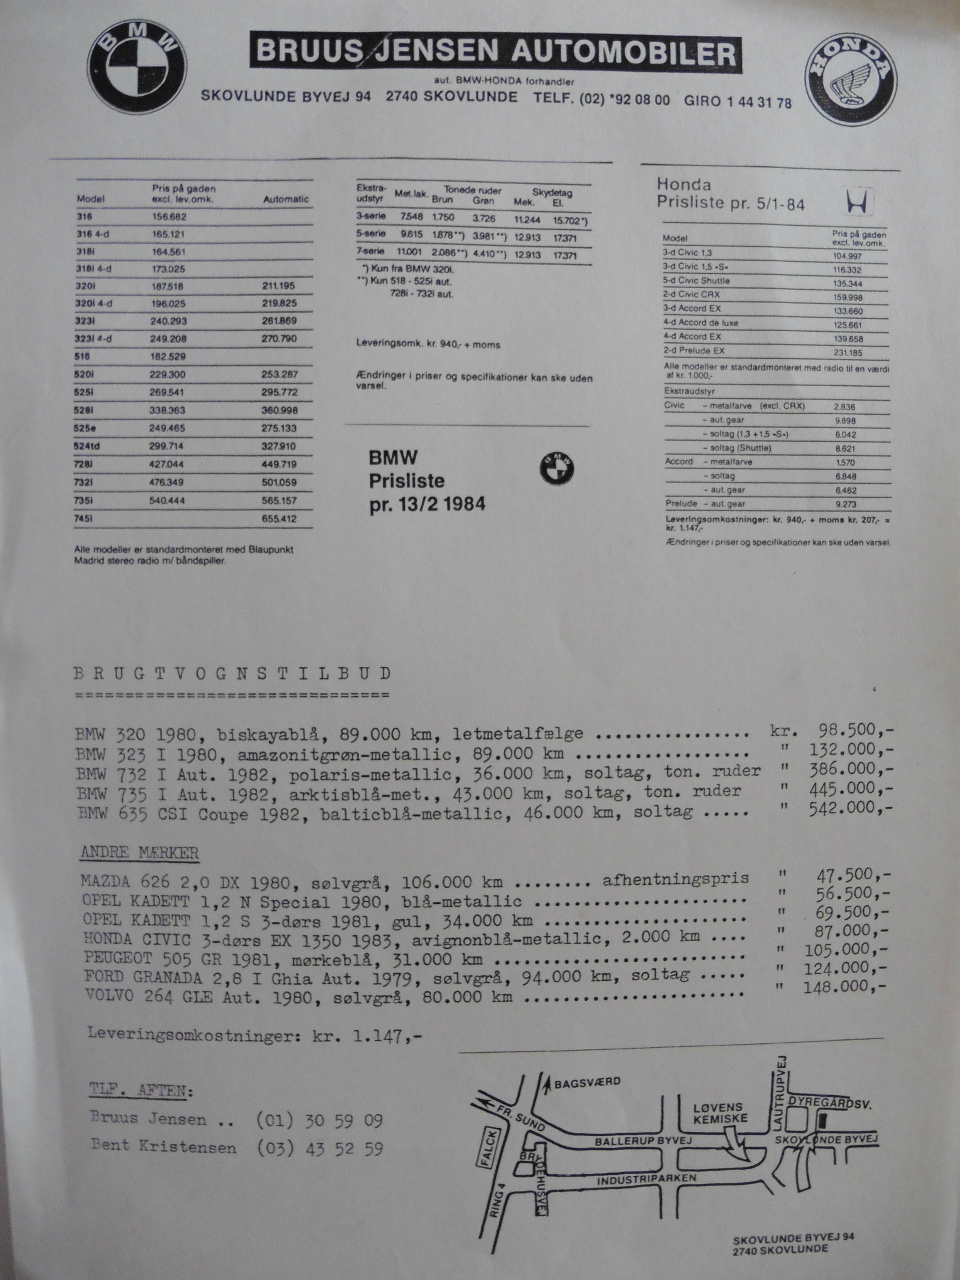 BMW
BRUUS JENSEN AUTOMOBILER
HONDA
aut. BMW-HONDA forhandler
SKOVLUNDE BYVEJ 94 2740 SKOVLUNDE TELF. (02) *92 08 00 GIRO 1 44 31 78
Model Pris på gaden excl. lev.omk. Automatic
316 156.682
316 4-d 165.121
318i 164.561
318i 4-d 173.025
320i 187.518 211.195
320i 4-d 196.025 219.825
323i 240.293 261.869
323i 4-d 249.208 270.790
518 182.529
520i 229.300 253.287
525i 269.541 295.772
528i 338.363 360.998
525e 249.465 275.133
524td 299.714 327.910
728i 427.044 449.719
732i 476.349 501.059
735i 540.444 565.157
745i 655.412
Alle modeller er standardmonteret med Blaupunkt
Madrid stereo radio m/ båndspiller.
Ekstra- Met.lak. Tonede ruder Skydetag
udstyr Brun Grøn Mek. El.
3-serie 7.548 1.750 3.726 11.244 15.702*)
5-serie 9.615 1.878**) 3.981**) 12.913 17.371
7-serie 11.001 2.086**) 4.410**) 12.913 17.371
*) Kun fra BMW 320i.
**) Kun 518 - 525i aut.
728i - 732i aut.
Leveringsomk. kr. 940,- + moms
Ændringer i priser og specifikationer kan ske uden
varsel.
BMW
Prisliste
pr. 13/2 1984
BMW
Honda
Prisliste pr. 5/1-84
Model Pris på gaden excl. lev. omk.
3-d Civic 1,3 104.997
3-d Civic 1,5 »S« 116.332
5-d Civic Shuttle 135.344
2-d Civic CRX 159.998
3-d Accord EX 133.660
4-d Accord de luxe 125.661
4-d Accord EX 139.658
2-d Prelude EX 231.185
Alle modeller er standardmonteret med radio til en værdi
af kr. 1.000,-
Ekstraudstyr
Civic - metalfarve (excl. CRX) 2.836
- aut.gear 9.898
- soltag (1,3 + 1,5 »S«) 6.042
- soltag (Shuttle) 8.621
Accord - metalfarve 1.570
- soltag 6.848
- aut. gear 6.462
Prelude - aut. gear 9.273
Leveringsomkostninger: kr. 940,- + moms kr. 207,- =
kr. 1.147,-
Ændringer i priser og specifikationer kan ske uden varsel.
B R U G T V O G N S T I L B U D
===============================
BMW 320 1980, biskayablå, 89.000 km, letmetalfælge ................ kr. 98.500,-
BMW 323 I 1980, amazonitgrøn-metallic, 89.000 km .................. " 132.000,-
BMW 732 I Aut. 1982, polaris-metallic, 36.000 km, soltag, ton. ruder " 386.000,-
BMW 735 I Aut. 1982, arktisblå-met., 43.000 km, soltag, ton. ruder " 445.000,-
BMW 635 CSI Coupe 1982, balticblå-metallic, 46.000 km, soltag ..... " 542.000,-
ANDRE MÆRKER
MAZDA 626 2,0 DX 1980, sølvgrå, 106.000 km ........ afhentningspris " 47.500,-
OPEL KADETT 1,2 N Special 1980, blå-metallic ...................... " 56.500,-
OPEL KADETT 1,2 S 3-dørs 1981, gul, 34.000 km ..................... " 69.500,-
HONDA CIVIC 3-dørs EX 1350 1983, avignonblå-metallic, 2.000 km .... " 87.000,-
PEUGEOT 505 GR 1981, mørkeblå, 31.000 km .......................... " 105.000,-
FORD GRANADA 2,8 I Ghia Aut. 1979, sølvgrå, 94.000 km, soltag ..... " 124.000,-
VOLVO 264 GLE Aut. 1980, sølvgrå, 80.000 km ....................... " 148.000,-
Leveringsomkostninger: kr. 1.147,-
TLF. AFTEN:
Bruus Jensen .. (01) 30 59 09
Bent Kristensen (03) 43 52 59
BAGSVÆRD
FR. SUND
FALCK
RING 4
BALLERUP BYVEJ
INDUSTRIPARKEN
LØVENS
KEMISKE
LAUTRUPVEJ
DYREGÅRDSV.
SKOVLUNDE BYVEJ
SKOVLUNDE BYVEJ 94
2740 SKOVLUNDE